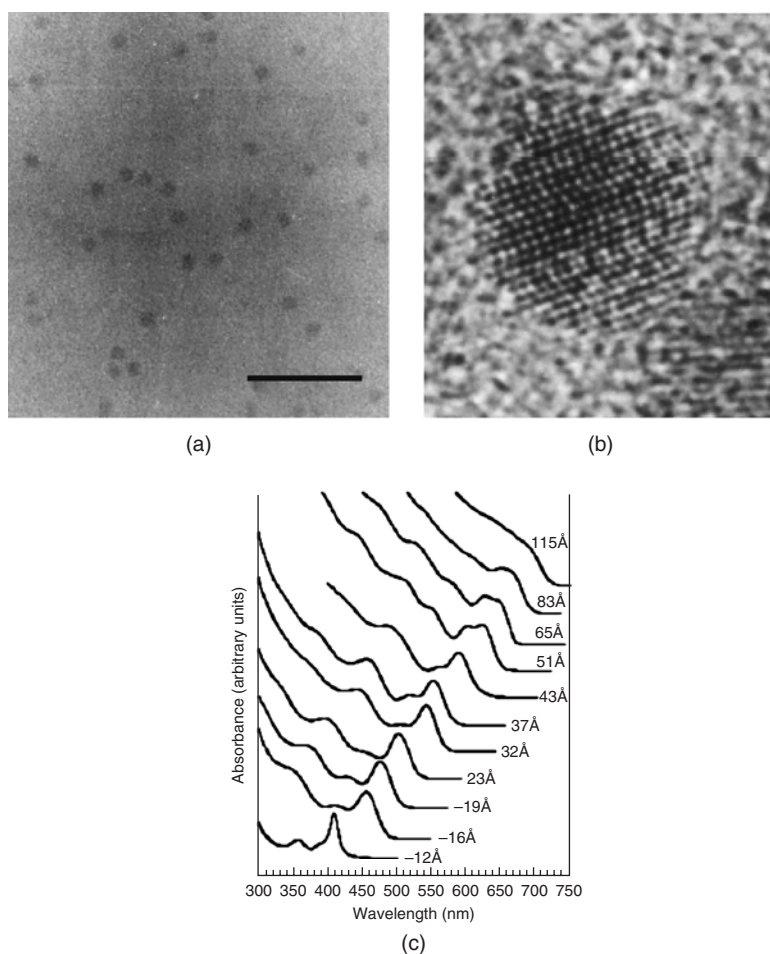 (a)
(b)
Absorbance (arbitrary units)
115Å
83Å
65Å
51Å
43Å
37Å
32Å
23Å
–19Å
–16Å
–12Å
300 350 400 450 500 550 600 650 700 750
Wavelength (nm)
(c)